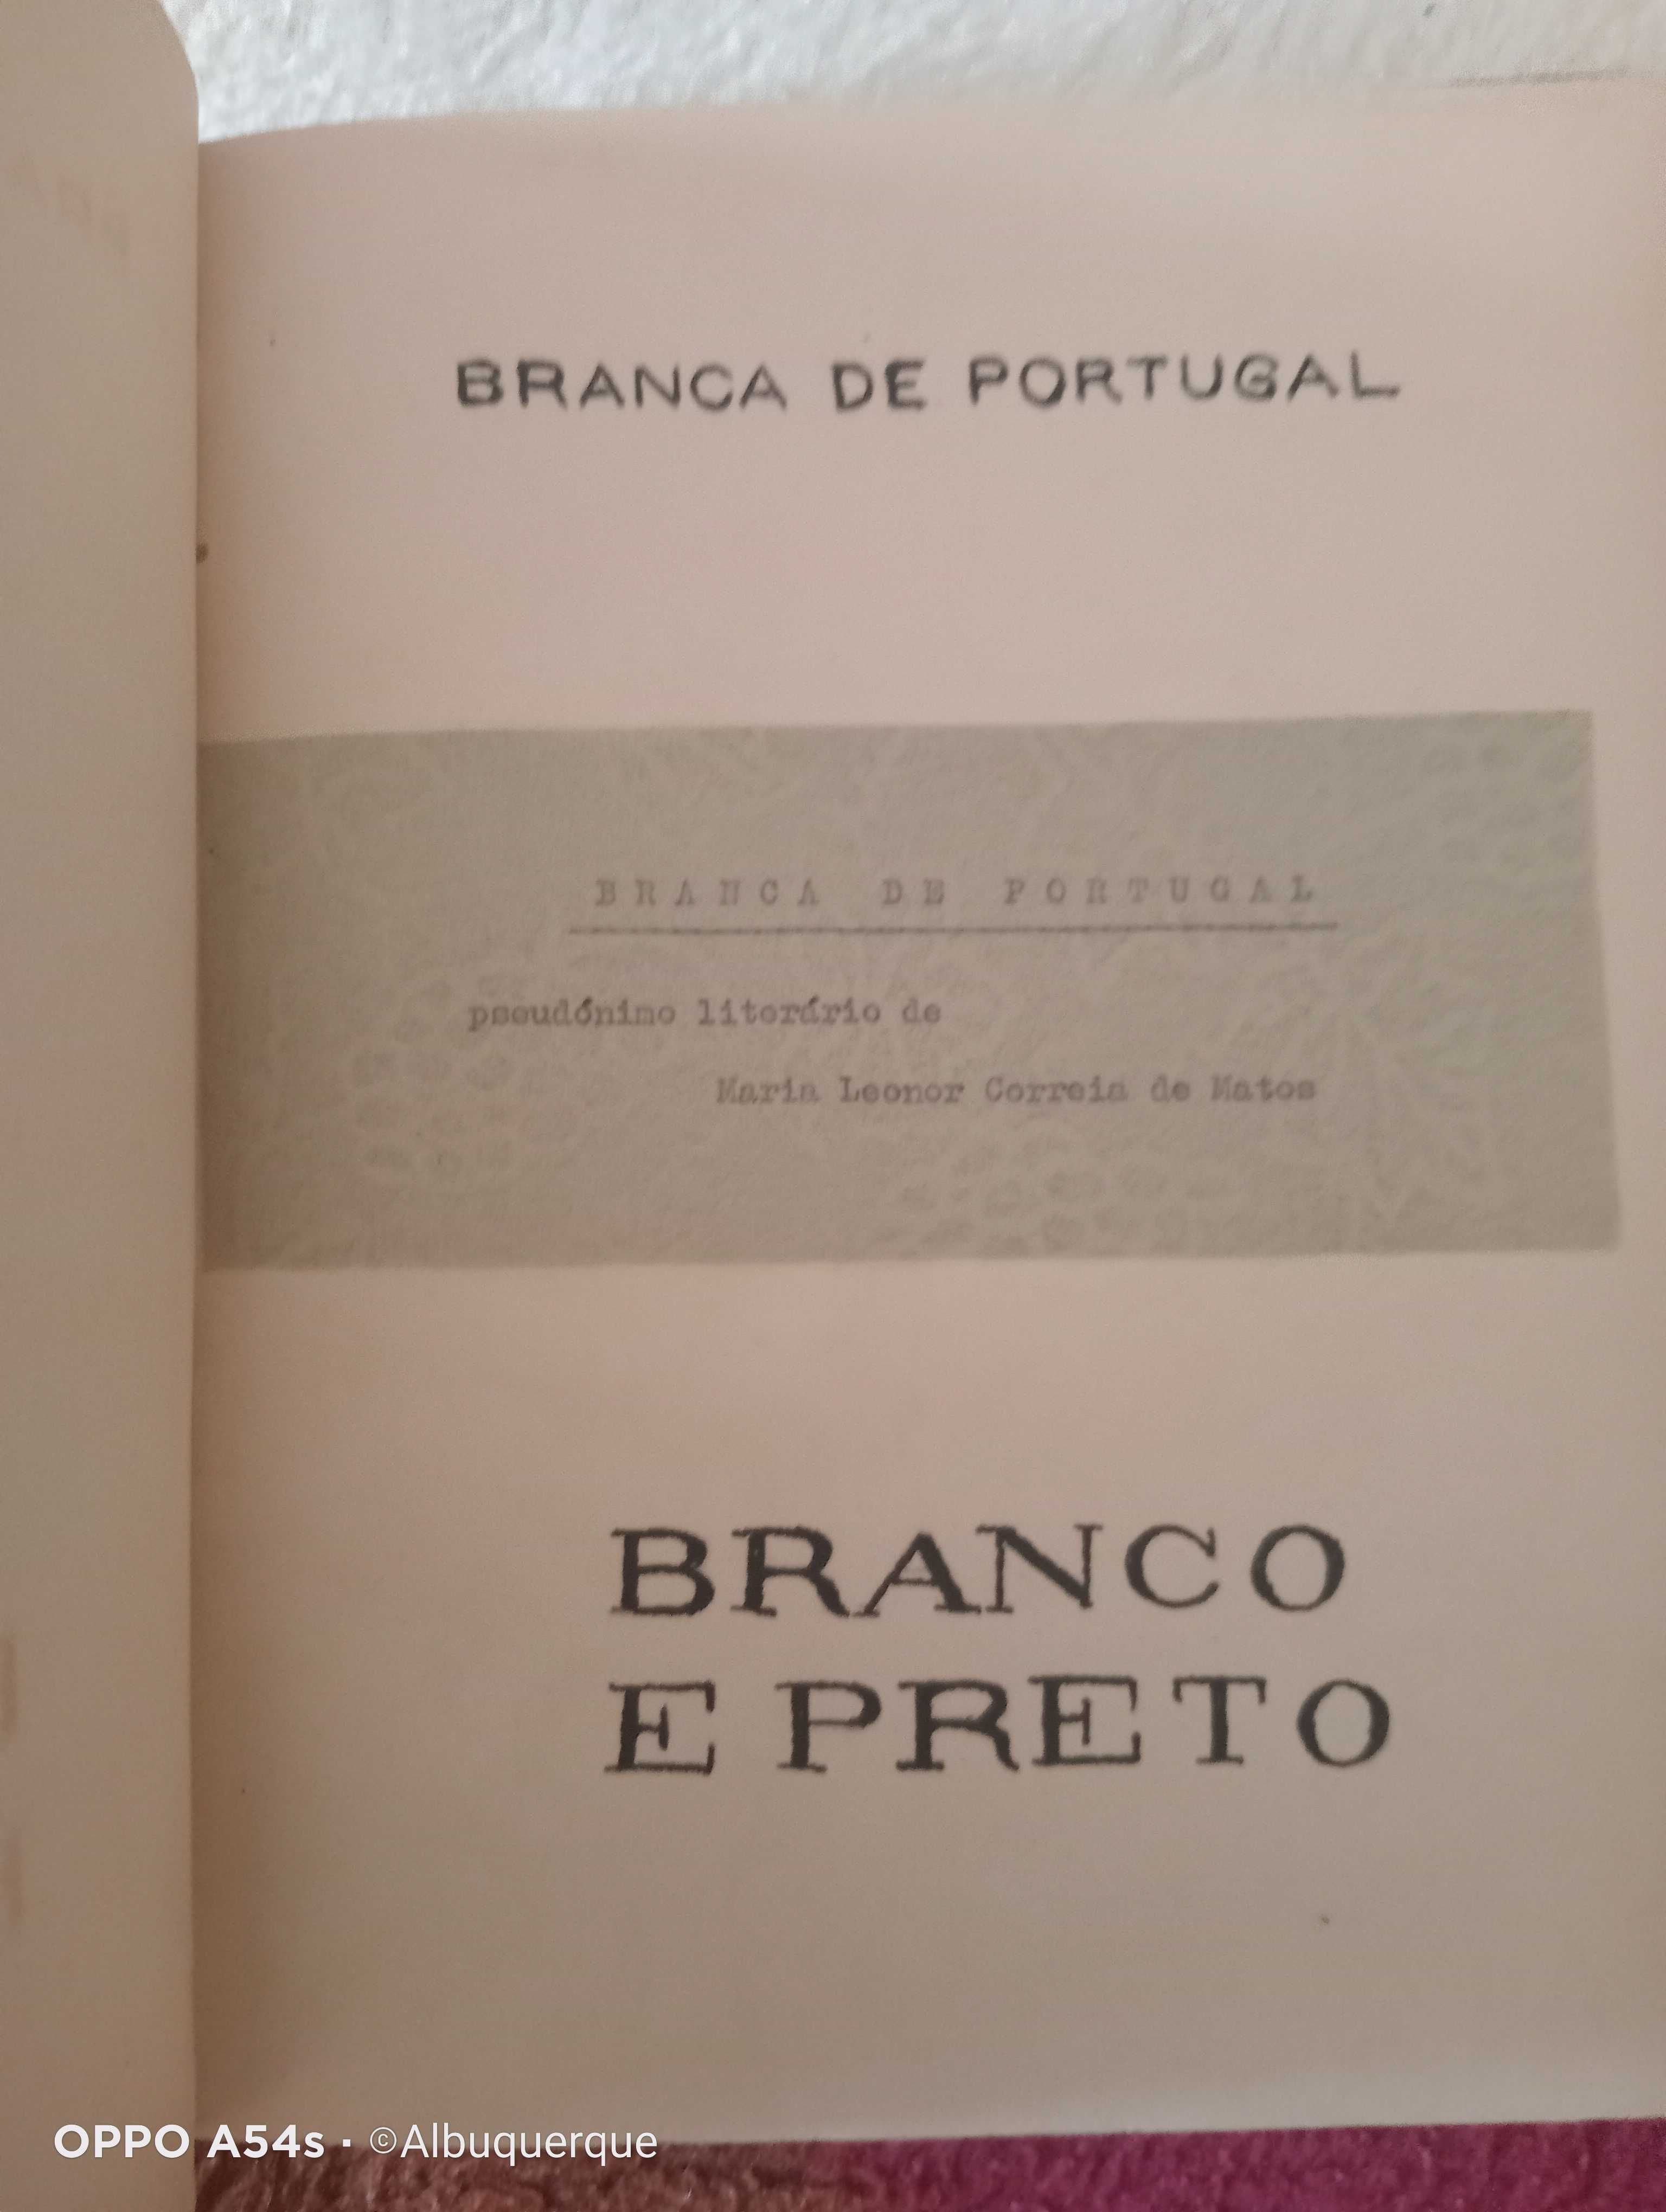 BRANCA DE PORTUGAL
BRANCA DE PORTUGAL
pseudónimo literário de
Maria Leonor Correia de Matos
BRANCO
E PRETO
OPPO A54s · ©Albuquerque